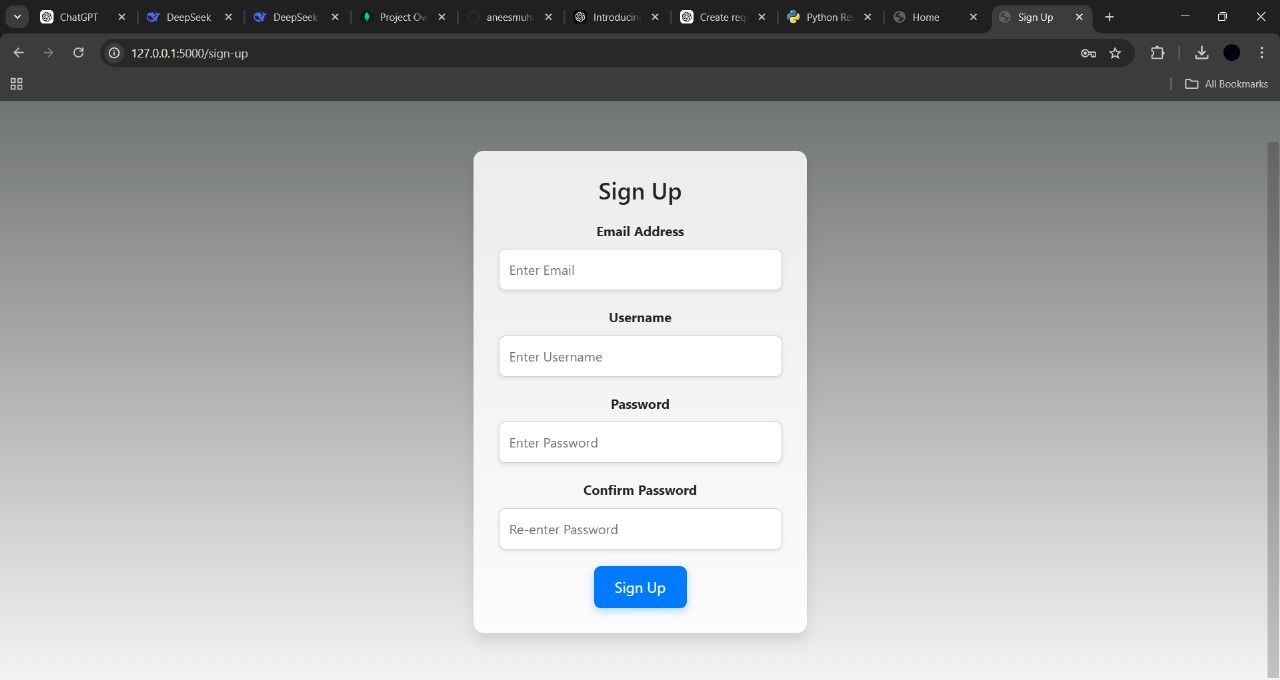 ChatGPT
DeepSeek
DeepSeek
Project Ov
aneesmuh
Introducin
Create req
Python Re
Home
Sign Up
127.0.0.1:5000/sign-up
All Bookmarks
Sign Up
Email Address
Enter Email
Username
Enter Username
Password
Enter Password
Confirm Password
Re-enter Password
Sign Up